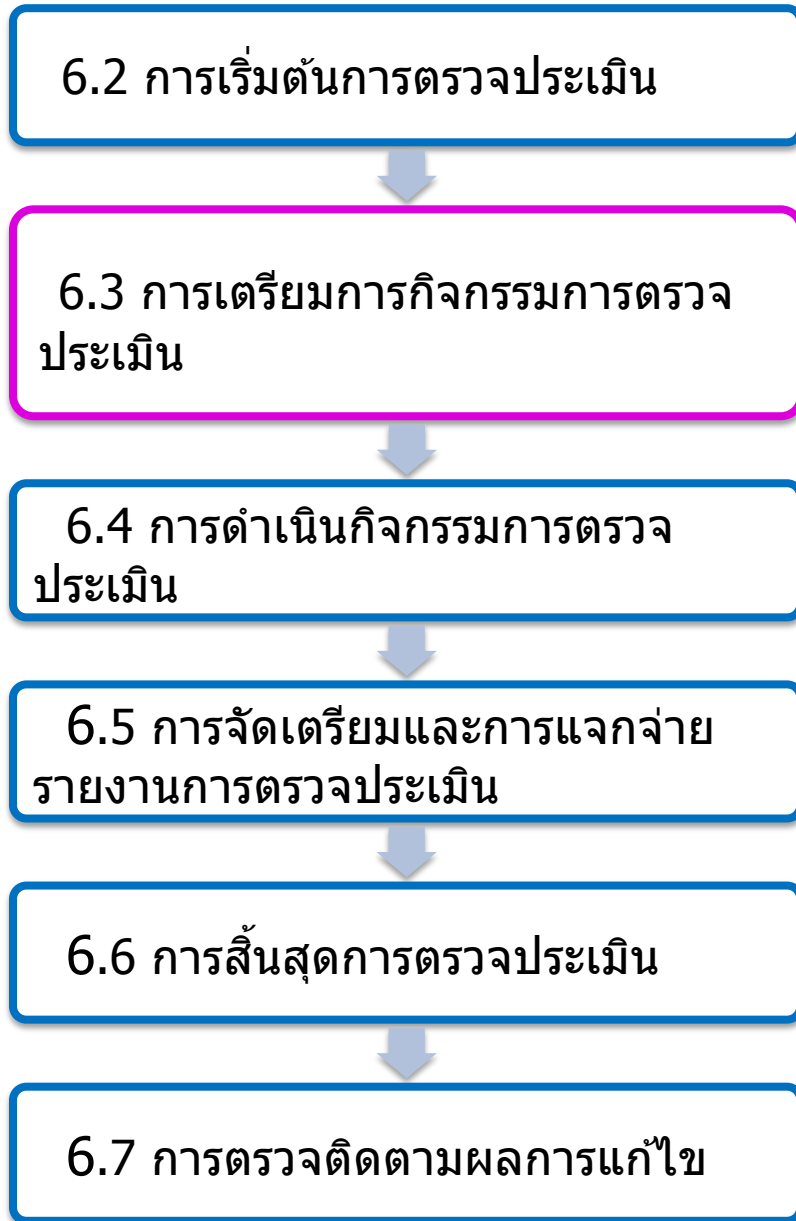 6.2 การเริ่มต้นการตรวจประเมิน
6.3 การเตรียมการกิจกรรมการตรวจ
ประเมิน
6.4 การดำเนินกิจกรรมการตรวจ
ประเมิน
6.5 การจัดเตรียมและการแจกจ่าย
รายงานการตรวจประเมิน
6.6 การสิ้นสุดการตรวจประเมิน
6.7 การตรวจติดตามผลการแก้ไข